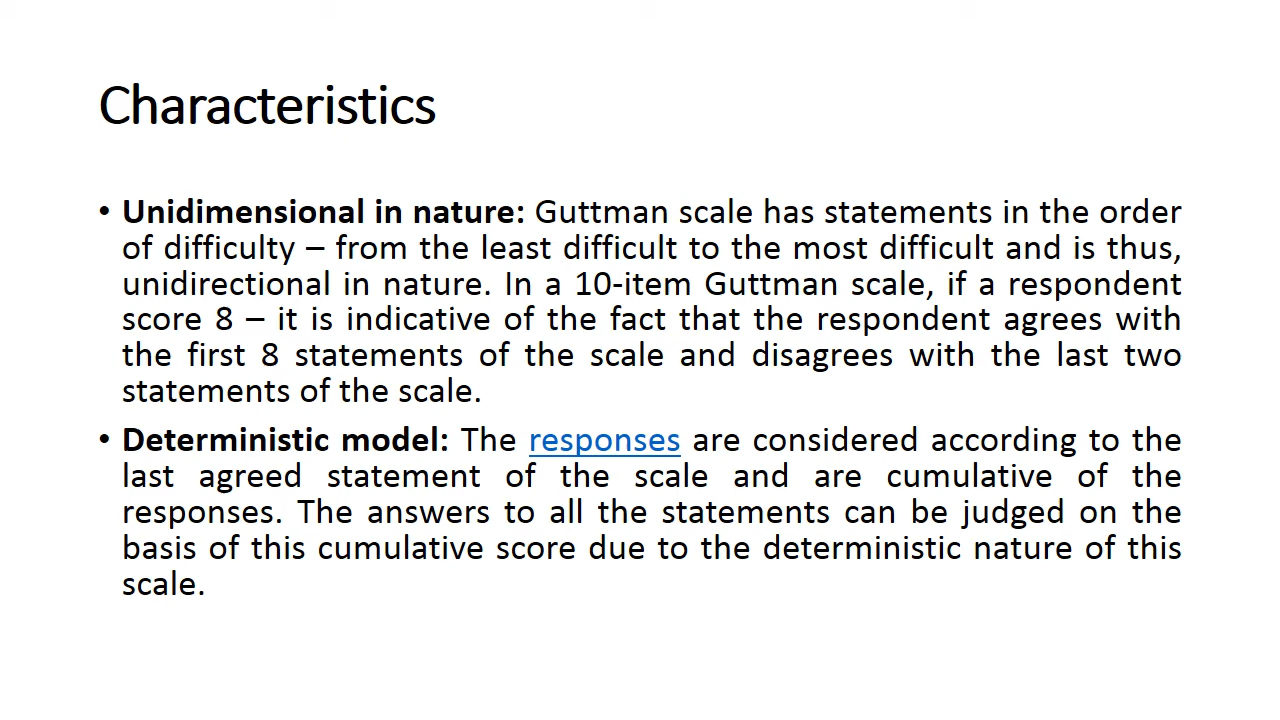 Characteristics
• Unidimensional in nature: Guttman scale has statements in the order
of difficulty – from the least difficult to the most difficult and is thus,
unidirectional in nature. In a 10-item Guttman scale, if a respondent
score 8 – it is indicative of the fact that the respondent agrees with
the first 8 statements of the scale and disagrees with the last two
statements of the scale.
• Deterministic model: The responses are considered according to the
last agreed statement of the scale and are cumulative of the
responses. The answers to all the statements can be judged on the
basis of this cumulative score due to the deterministic nature of this
scale.